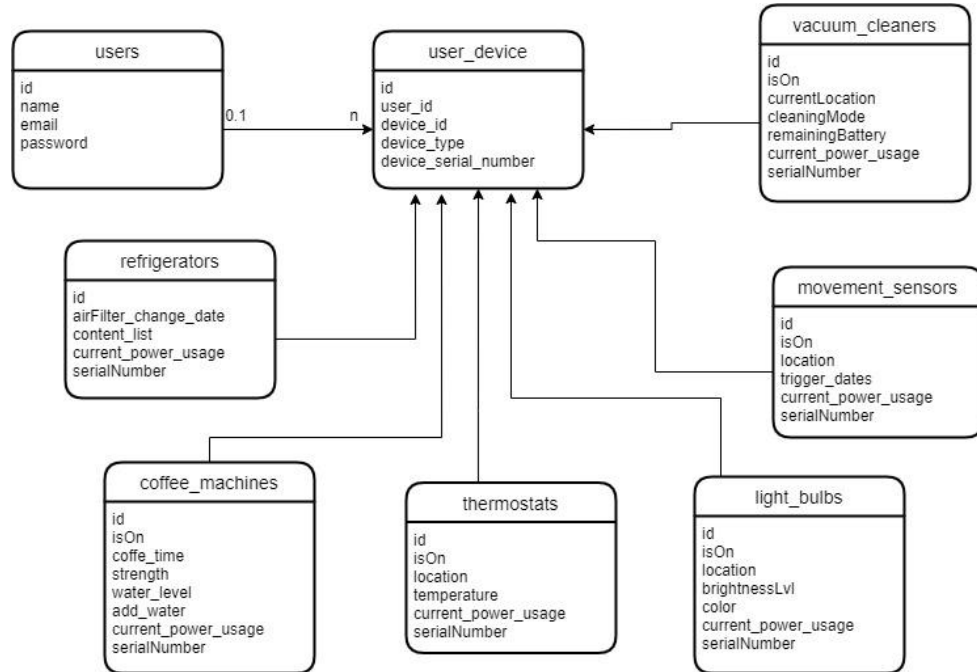 users
id
name
email
password
0.1
n
user_device
id
user_id
device_id
device_type
device_serial_number
vacuum_cleaners
id
isOn
currentLocation
cleaningMode
remainingBattery
current_power_usage
serialNumber
refrigerators
id
airFilter_change_date
content_list
current_power_usage
serialNumber
movement_sensors
id
isOn
location
trigger_dates
current_power_usage
serialNumber
coffee_machines
id
isOn
coffe_time
strength
water_level
add_water
current_power_usage
serialNumber
thermostats
id
isOn
location
temperature
current_power_usage
serialNumber
light_bulbs
id
isOn
location
brightnessLvl
color
current_power_usage
serialNumber